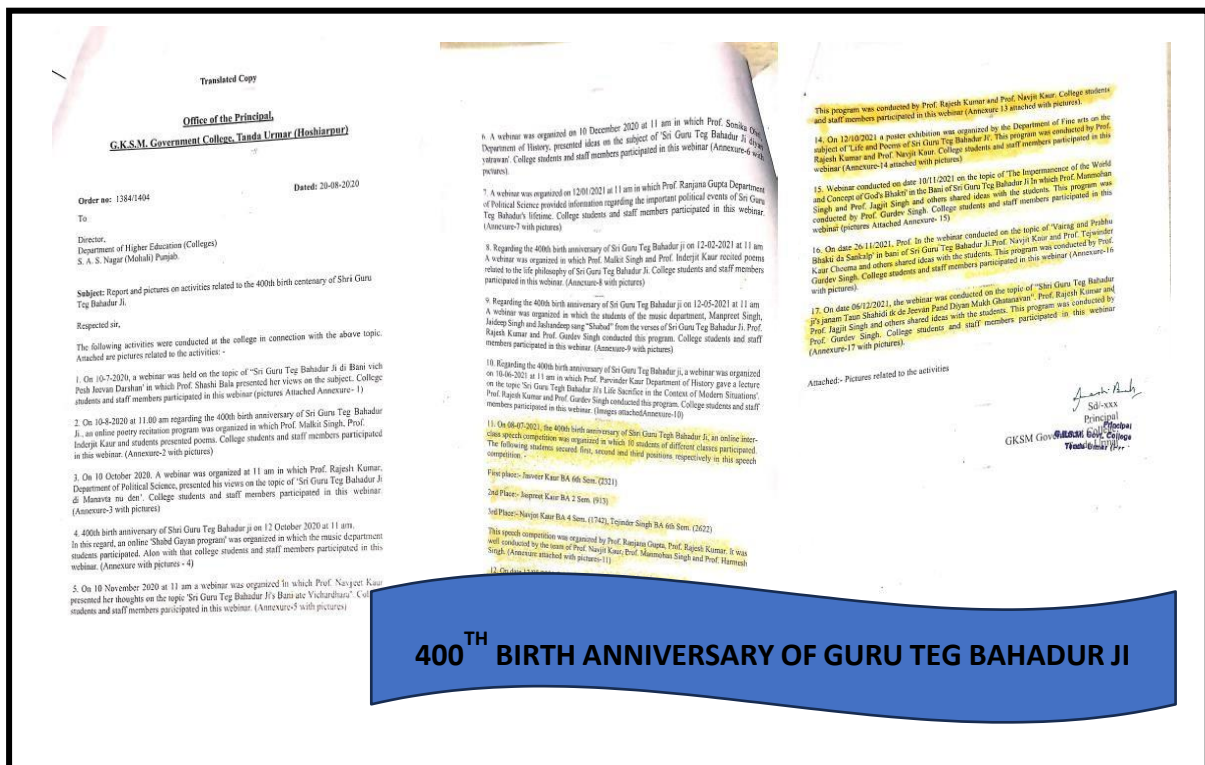 Translated Copy
Office of the Principal,
G.K.S.M. Government College, Tanda Urmar (Hoshiarpur)
Dated: 20-08-2020
Order no: 1384/1404
To
Director,
Department of Higher Education (Colleges)
S. A. S. Nagar (Mohali) Punjab.
Subject: Report and pictures on activities related to the 400th birth centenary of Shri Guru
Teg Bahadur Ji.
Respected sir,
The following activities were conducted at the college in connection with the above topic.
Attached are pictures related to the activities: -
1. On 10-7-2020, a webinar was held on the topic of "Sri Guru Teg Bahadur Ji di Bani vich
Pesh Jeevan Darshan' in which Prof. Shashi Bala presented her views on the subject. College
students and staff members participated in this webinar (pictures Attached Annexure- 1)
2. On 10-8-2020 at 11.00 am regarding the 400th birth anniversary of Sri Guru Teg Bahadur
Ji., an online poetry recitation program was organized in which Prof. Malkit Singh, Prof.
Inderjit Kaur and students presented poems. College students and staff members participated
in this webinar. (Annexure-2 with pictures)
3. On 10 October 2020. A webinar was organized at 11 am in which Prof. Rajesh Kumar,
Department of Political Science, presented his views on the topic of 'Sri Guru Teg Bahadur Ji
di Manavta nu den'. College students and staff members participated in this webinar.
(Annexure-3 with pictures)
4. 400th birth anniversary of Shri Guru Teg Bahadur ji on 12 October 2020 at 11 am.
In this regard, an online 'Shabd Gayan program' was organized in which the music department
students participated. Alon with that college students and staff members participated in this
webinar. (Annexure with pictures - 4)
5. On 10 November 2020 at 11 am a webinar was organized in which Prof. Navjeet Kaur
presented her thoughts on the topic 'Sri Guru Teg Bahadur Ji's Bani ate Vichardhara'.
students and staff members participated in this webinar. (Annexure-5 with pictures)
6. A webinar was organized on 10 December 2020 at 11 am in which Prof. Sonika
Department of History, presented ideas on the subject of 'Sri Guru Teg Bahadur Ji diyan
yatrawan'. College students and staff members participated in this webinar (Annexure-6 with
pictures).
7. A webinar was organized on 12/01/2021 at 11 am in which Prof. Ranjana Gupta Department
of Political Science provided information regarding the important political events of Sri Guru
Teg Bahadur's lifetime. College students and staff members participated in this webinar.
(Annexure-7 with pictures)
8. Regarding the 400th birth anniversary of Sri Guru Teg Bahadur ji on 12-02-2021 at 11 am
A webinar was organized in which Prof. Malkit Singh and Prof. Inderjit Kaur recited poems
related to the life philosophy of Sri Guru Teg Bahadur Ji. College students and staff members
participated in this webinar. (Annexure-8 with pictures)
9. Regarding the 400th birth anniversary of Sri Guru Teg Bahadur ji on 12-05-2021 at 11 am
A webinar was organized in which the students of the music department, Manpreet Singh,
Jaideep Singh and Jashandeep sang "Shabad" from the verses of Sri Guru Teg Bahadur Ji. Prof.
Rajesh Kumar and Prof. Gurdev Singh conducted this program. College students and staff
members participated in this webinar. (Annexure-9 with pictures)
10. Regarding the 400th birth anniversary of Sri Guru Teg Bahadur ji, a webinar was organized
on 10-06-2021 at 11 am in which Prof. Parvinder Kaur Department of History gave a lecture
on the topic 'Sri Guru Tegh Bahadur Ji's Life Sacrifice in the Context of Modern Situations'.
Prof. Rajesh Kumar and Prof. Gurdev Singh conducted this program. College students and staff
members participated in this webinar. (Images attachedAnnexure-10)
11. On 08-07-2021, the 400th birth anniversary of Shri Guru Tegh Bahadur Ji, an online inter-
class speech competition was organized in which 10 students of different classes participated.
The following students secured first, second and third positions respectively in this speech
competition. -
First place:- Jasveer Kaur BA 6th Sem. (2321)
2nd Place:- Jaspreet Kaur BA 2 Sem. (913)
3rd Place:- Navjot Kaur BA 4 Sem. (1742), Tejinder Singh BA 6th Sem. (2622)
This speech competition was organized by Prof. Ranjana Gupta, Prof. Rajesh Kumar. It was
well conducted by the team of Prof. Navjit Kaur, Prof. Manmohan Singh and Prof. Harmesh
Singh. (Annexure attached with pictures-11)
12. On date
This program was conducted by Prof. Rajesh Kumar and Prof. Navjit Kaur. College students
and staff members participated in this webinar (Annexure 13 attached with pictures).
14. On 12/10/2021 a poster exhibition was organized by the Department of Fine arts on the
subject of 'Life and Poems of Sri Guru Teg Bahadur Ji'. This program was conducted by Prof.
Rajesh Kumar and Prof. Navjit Kaur. College students and staff members participated in this
webinar (Annexure-14 attached with pictures)
15. Webinar conducted on date 10/11/2021 on the topic of 'The Impermanence of the World
and Concept of God's Bhakti' in the Bani of Sri Guru Teg Bahadur Ji In which Prof. Manmohan
Singh and Prof. Jagjit Singh and others shared ideas with the students. This program was
conducted by Prof. Gurdev Singh. College students and staff members participated in this
webinar (pictures Attached Annexure- 15)
16. On date 26/11/2021, Prof. In the webinar conducted on the topic of 'Vairag and Prabhu
Bhakti da Sankalp' in bani of Sri Guru Teg Bahadur Ji.Prof. Navjit Kaur and Prof. Tejwinder
Kaur Cheema and others shared ideas with the students. This program was conducted by Prof.
Gurdev Singh. College students and staff members participated in this webinar (Annexure-16
with pictures).
17. On date 06/12/2021, the webinar was conducted on the topic of "Shri Guru Teg Bahadur
ji's janam Taun Shahidi tk de Jeevan Pand Diyan Mukh Ghatanavan". Prof. Rajesh Kumar and
Prof. Jagjit Singh and others shared ideas with the students. This program was conducted by
Prof. Gurdev Singh. College students and staff members participated in this webinar
(Annexure-17 with pictures).
Attached:- Pictures related to the activities
Sd/-xxx
Principal
Principal
G.K.S.M. Govt. College
Tanda Urmar
400TH BIRTH ANNIVERSARY OF GURU TEG BAHADUR JI